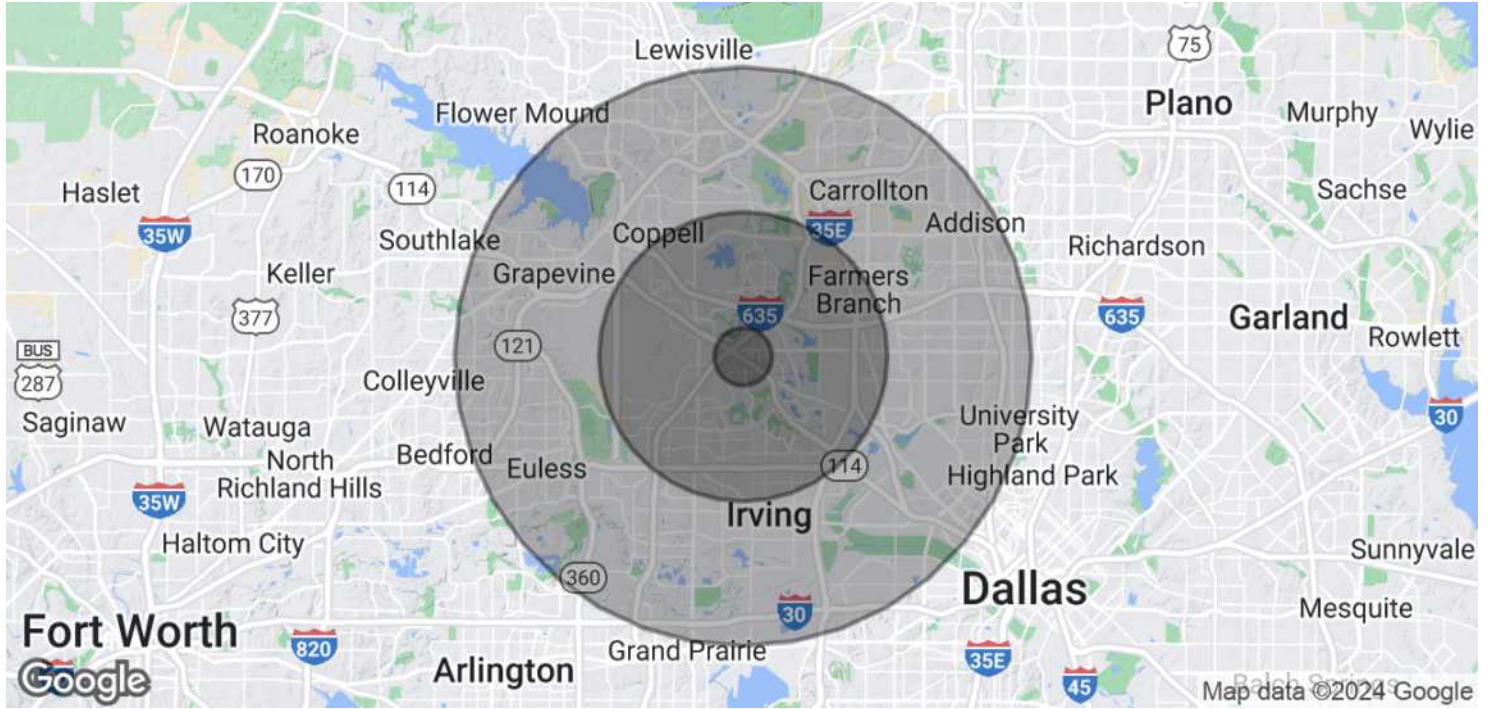 Lewisville
75
Plano
Murphy
Wylie
Flower Mound
Roanoke
170
114
Haslet
Carrollton
Sachse
35W
Coppell
35E
Addison
Southlake
Richardson
Keller
Grapevine
Farmers
Branch
377
635
635
Garland
Rowlett
BUS
287
121
Colleyville
30
Saginaw
Watauga
University
Park
North
Richland Hills
Bedford
Euless
114
Highland Park
35W
Irving
Haltom City
Sunnyvale
360
Dallas
30
Mesquite
Fort Worth
820
Grand Prairie
35E
Arlington
45
Google
Balch Springs
Map data ©2024 Google